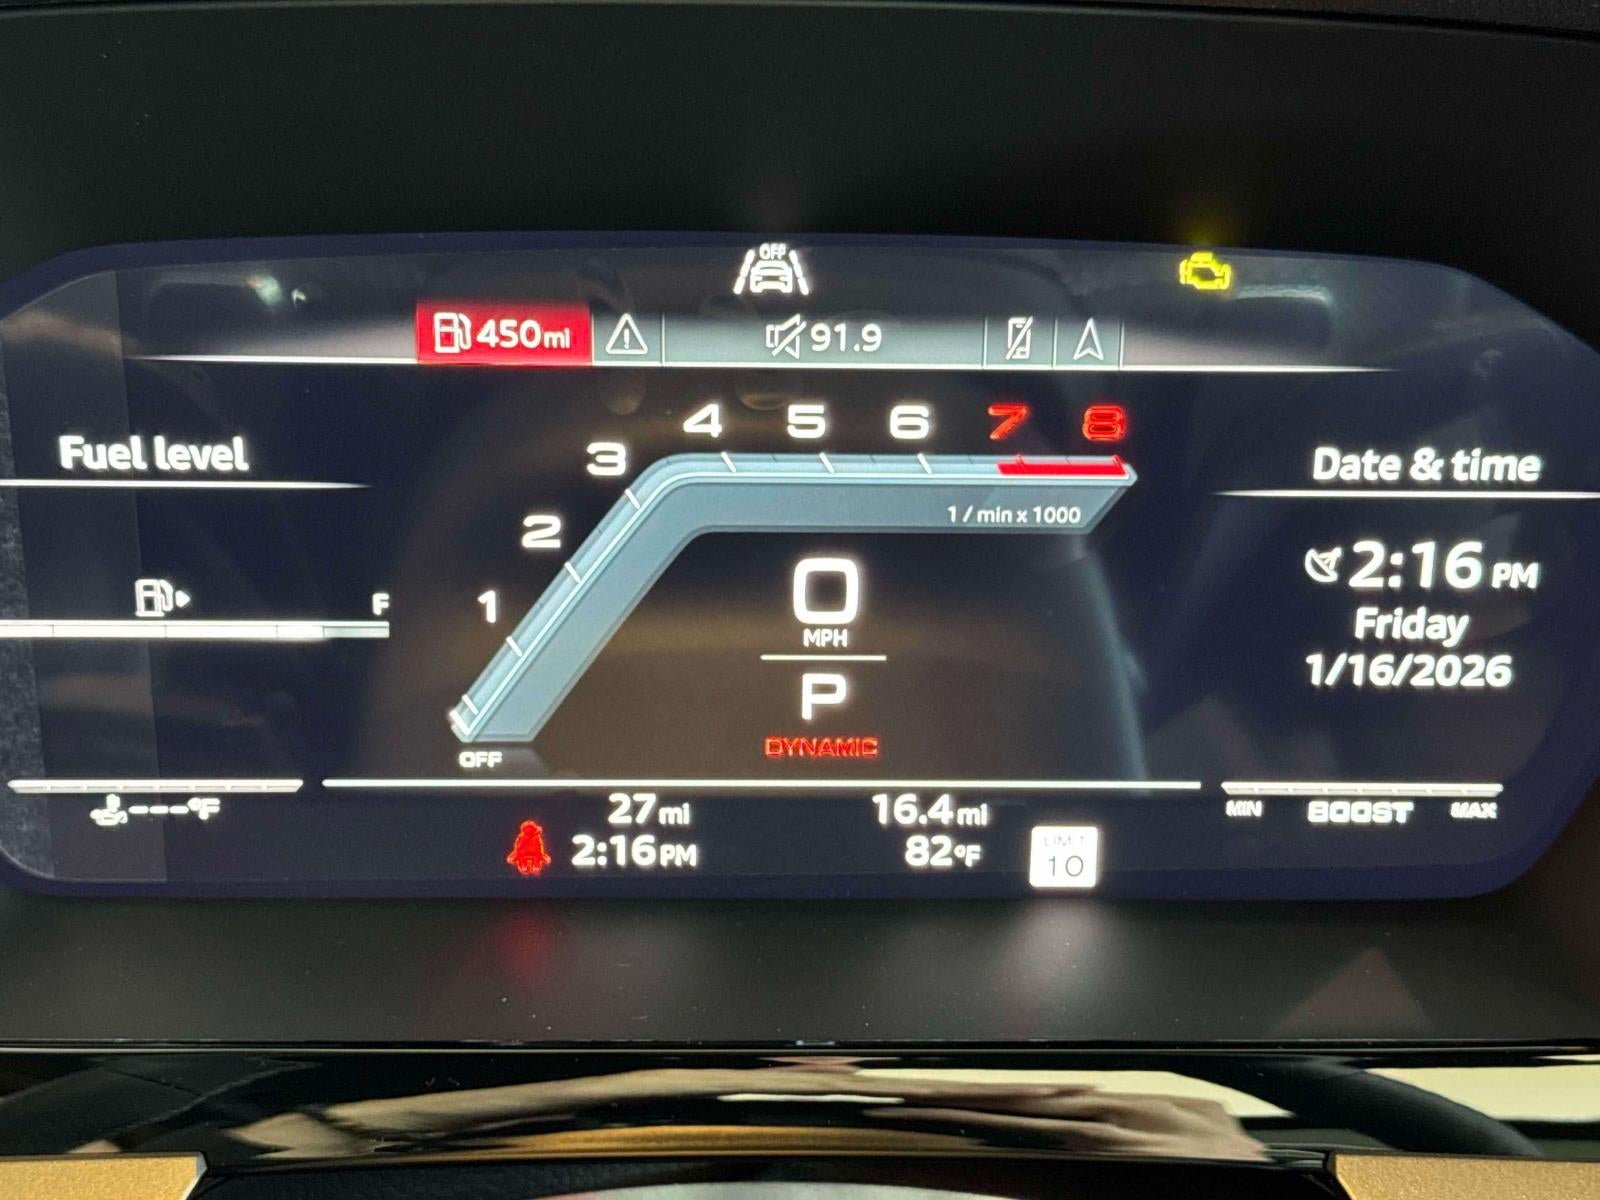 OFF
450mi
91.9
Fuel level
F
1
2
3
4
5
6
7
8
1 / min x 1000
OFF
0
MPH
P
DYNAMIC
Date & time
2:16 PM
Friday
1/16/2026
---°F
27mi
2:16PM
16.4mi
82°F
LIMIT
10
MIN BOOST MAX